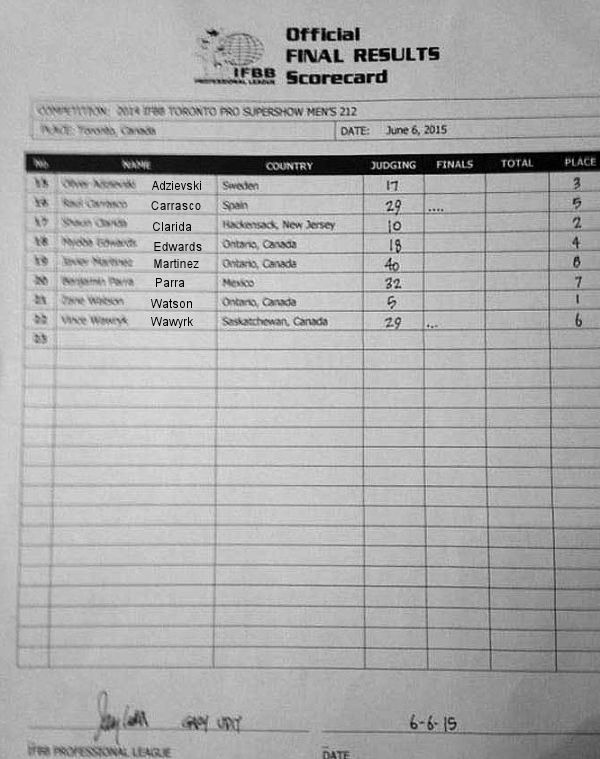 Official
FINAL RESULTS
Scorecard
IFBB
PROFESSIONAL LEAGUE
COMPETITION: 2014 IFBB TORONTO PRO SUPERSHOW MEN'S 212
PLACE: Toronto, Canada DATE: June 6, 2015
No NAME COUNTRY JUDGING FINALS TOTAL PLACE
15 Oliver Adzievski Adzievski Sweden 17 3
16 Raul Carrasco Carrasco Spain 29 .... 5
17 Shaun Clarida Clarida Hackensack, New Jersey 10 2
18 Edwards Edwards Ontario, Canada 18 4
19 Javier Martinez Martinez Ontario, Canada 40 8
20 Benjamin Parra Parra Mexico 32 7
21 Zane Watson Watson Ontario, Canada 5 1
22 Vince Wawryk Wawyrk Saskatchewan, Canada 29 ... 6
23
GARY UDIT 6-6-15
IFBB PROFESSIONAL LEAGUE DATE